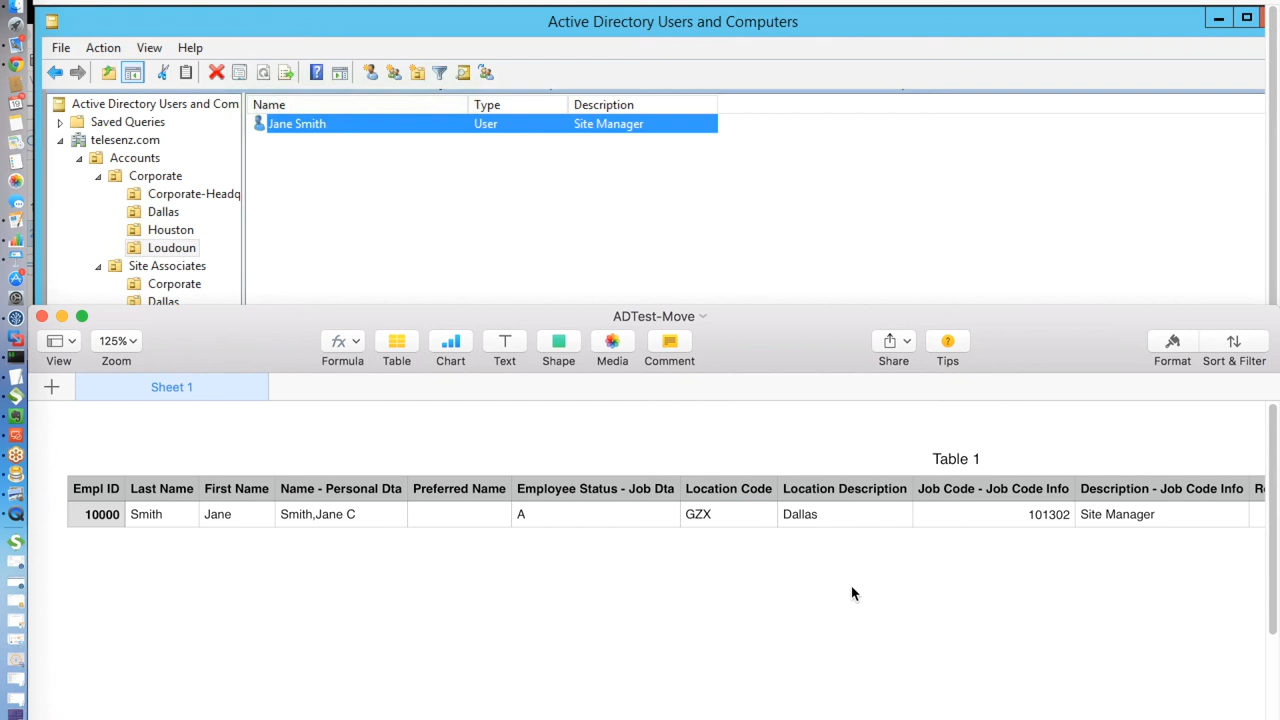 Active Directory Users and Computers
File Action View Help
Active Directory Users and Com
Saved Queries
telesenz.com
Accounts
Corporate
Corporate-Headq
Dallas
Houston
Loudoun
Site Associates
Corporate
Dallas
Name Type Description
Jane Smith User Site Manager
ADTest-Move
125%
View Zoom Formula Table Chart Text Shape Media Comment Share Tips Format Sort & Filter
Sheet 1
Table 1
Empl ID Last Name First Name Name - Personal Dta Preferred Name Employee Status - Job Dta Location Code Location Description Job Code - Job Code Info Description - Job Code Info
10000 Smith Jane Smith,Jane C A GZX Dallas 101302 Site Manager